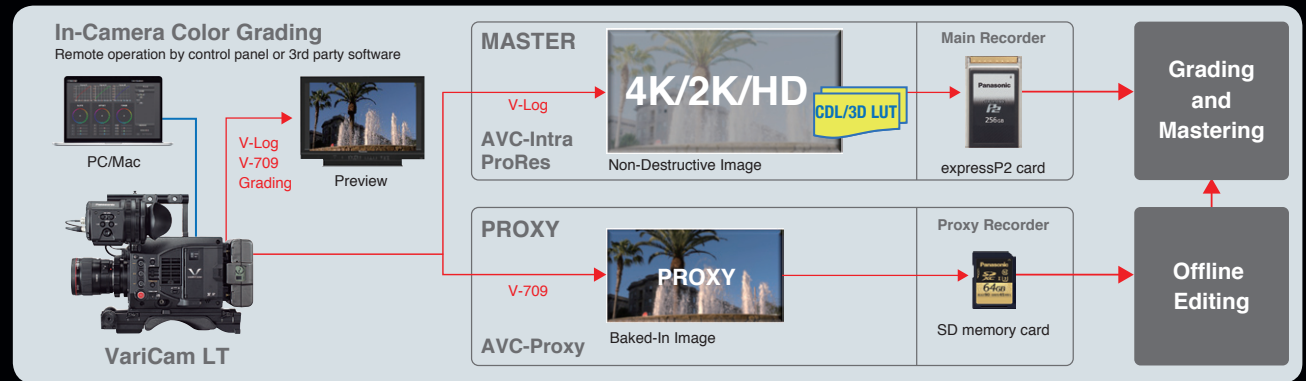 In-Camera Color Grading
Remote operation by control panel or 3rd party software
PC/Mac
V-Log
V-709
Grading
Preview
VariCam LT
MASTER
V-Log
AVC-Intra
ProRes
4K/2K/HD
CDL/3D LUT
Non-Destructive Image
Main Recorder
Panasonic
P2
256GB
expressP2 card
Grading
and
Mastering
PROXY
V-709
AVC-Proxy
PROXY
Baked-In Image
Proxy Recorder
Panasonic
64GB
SD memory card
Offline
Editing